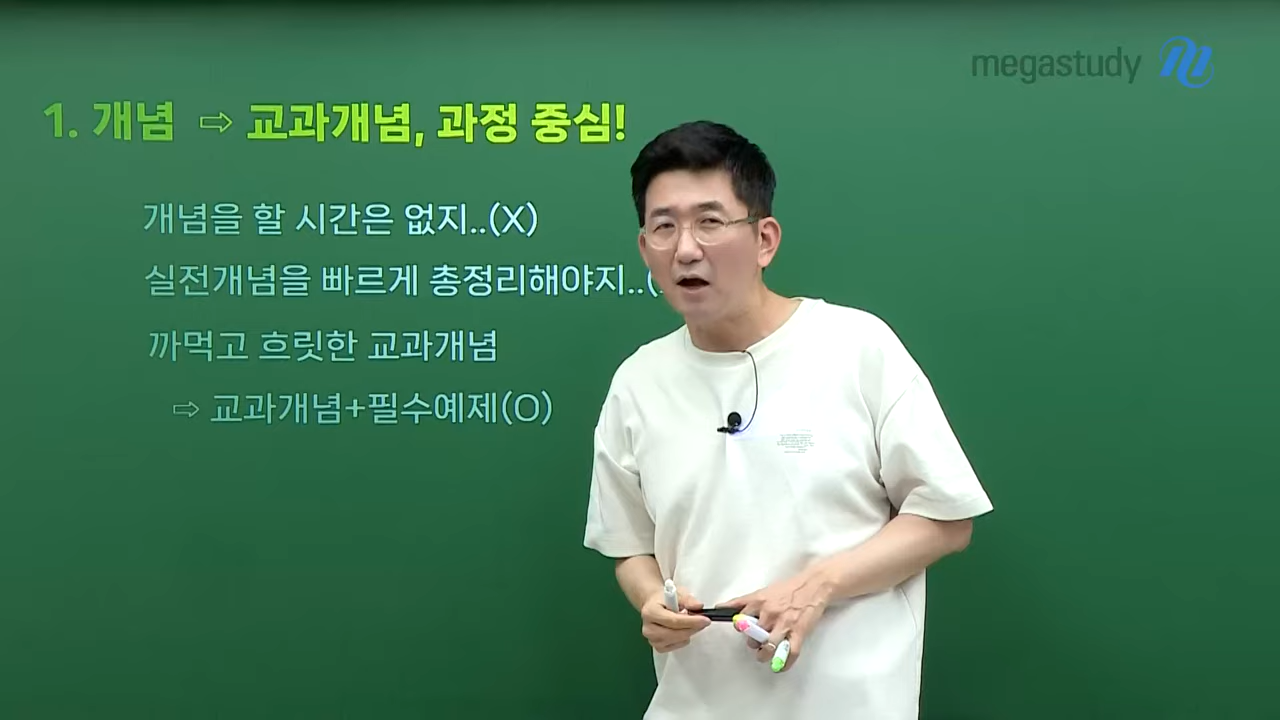 megastudy
1. 개념 ⇨ 교과개념, 과정 중심!
개념을 할 시간은 없지..(X)
실전개념을 빠르게 총정리해야지..(
까먹고 흐릿한 교과개념
⇨ 교과개념+필수예제(O)